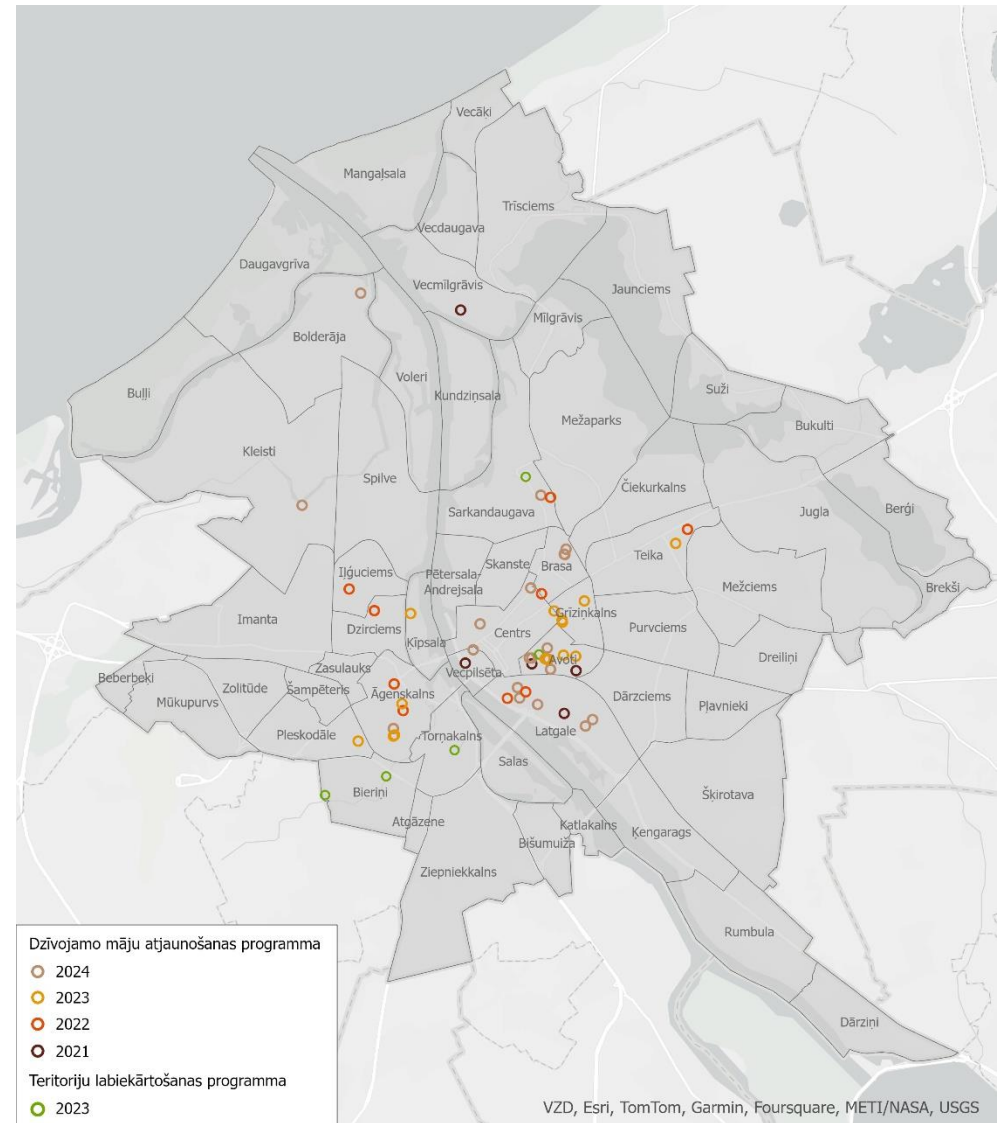 Vecāķi
Mangaļsala
Trīsciems
Vecdaugava
Daugavgrīva
Vecmīlgrāvis
Jaunciems
Mīlgrāvis
Bolderāja
Voleri
Kundziņsala
Suži
Buļļi
Mežaparks
Bukulti
Kleisti
Spilve
Čiekurkalns
Jugla
Berģi
Sarkandaugava
Teika
Skanste
Brasa
Iļģuciems
Pētersala-
Andrejsala
Mežciems
Brekši
Imanta
Grīziņkalns
Dzirciems
Centrs
Purvciems
Ķīpsala
Dreiliņi
Avoti
Zasulauks
Vecpilsēta
Beberbeķi
Zolitūde
Šampēteris
Āgenskalns
Dārzciems
Mūkupurvs
Pļavnieki
Pleskodāle
Torņakalns
Latgale
Salas
Bieriņi
Šķirotava
Atgāzene
Katlakalns
Ķengarags
Bišumuiža
Ziepniekkalns
Rumbula
Dārziņi
Dzīvojamo māju atjaunošanas programma
2024
2023
2022
2021
Teritoriju labiekārtošanas programma
2023
VZD, Esri, TomTom, Garmin, Foursquare, METI/NASA, USGS